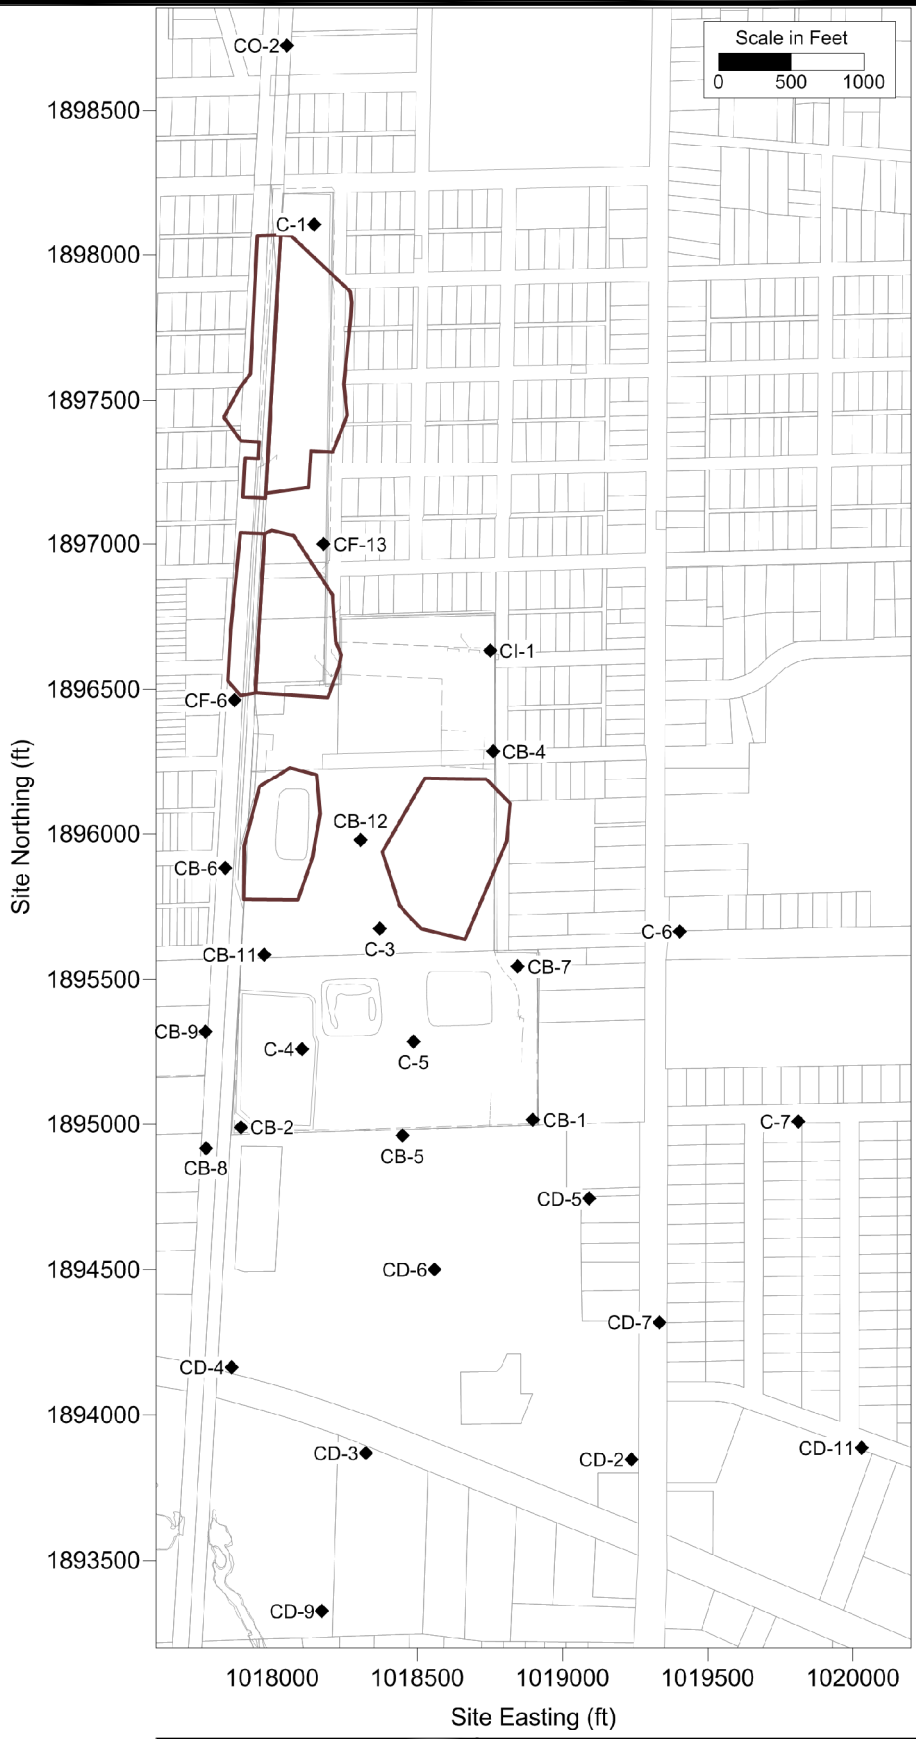 CO-2
Scale in Feet
0 500 1000
1898500
C-1
1898000
1897500
1897000
CF-13
CI-1
1896500
CF-6
CB-4
CB-12
1896000
CB-6
C-6
C-3
CB-11
CB-7
1895500
CB-9
C-4
C-5
CB-1
C-7
1895000
CB-2
CB-5
CB-8
CD-5
CD-6
1894500
CD-7
CD-4
1894000
CD-11
CD-3
CD-2
1893500
CD-9
Site Northing (ft)
1018000 1018500 1019000 1019500 1020000
Site Easting (ft)